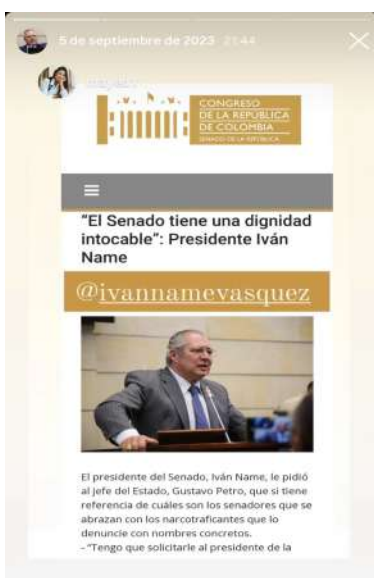 5 de septiembre de 2023 21:44
CONGRESO
DE LA REPÚBLICA
DE COLOMBIA
SENADO DE LA REPÚBLICA
“El Senado tiene una dignidad
intocable”: Presidente Iván
Name
@ivannamevasquez
El presidente del Senado, Iván Name, le pidió
al jefe del Estado, Gustavo Petro, que si tiene
referencia de cuáles son los senadores que se
abrazan con los narcotraficantes que lo
denuncie con nombres concretos.
- “Tengo que solicitarle al presidente de la